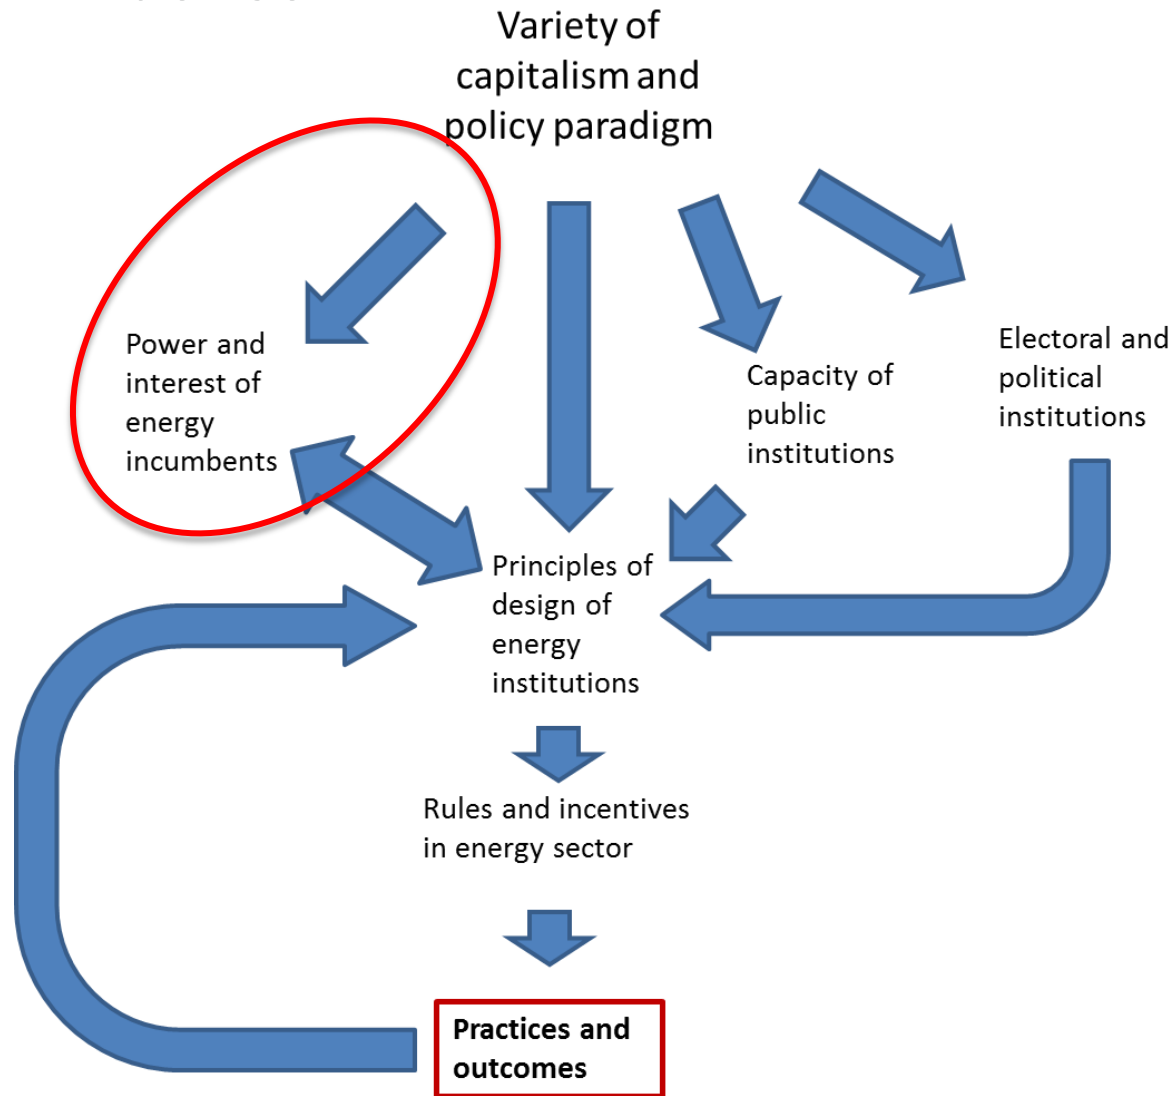 Variety of
capitalism and
policy paradigm
Power and
interest of
energy
incumbents
Capacity of
public
institutions
Electoral and
political
institutions
Principles of
design of
energy
institutions
Rules and incentives
in energy sector
Practices and
outcomes